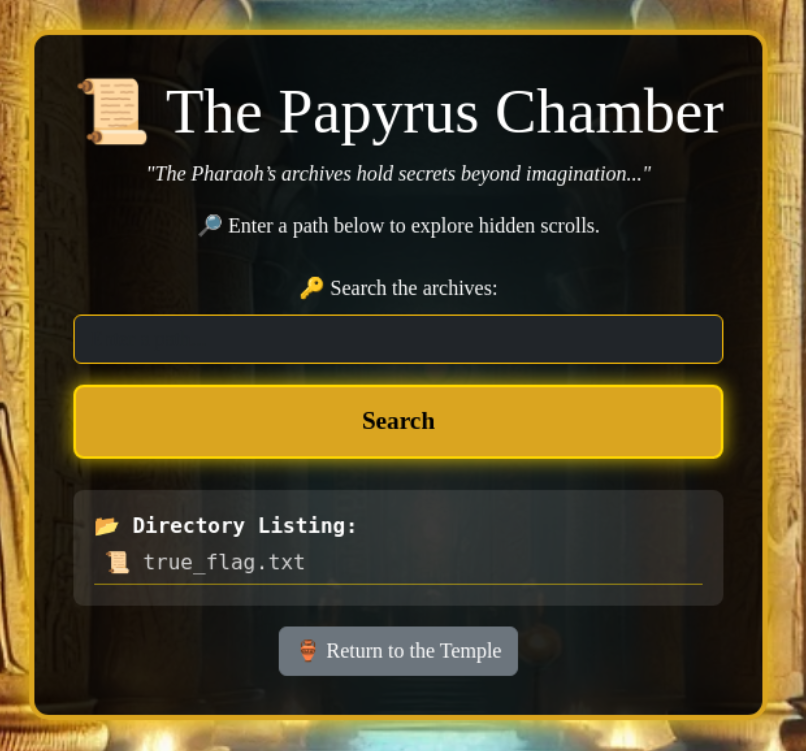 📜 The Papyrus Chamber
"The Pharaoh’s archives hold secrets beyond imagination..."
🔎 Enter a path below to explore hidden scrolls.
🔑 Search the archives:
Search
📂 Directory Listing:
📜 true_flag.txt
🏺 Return to the Temple